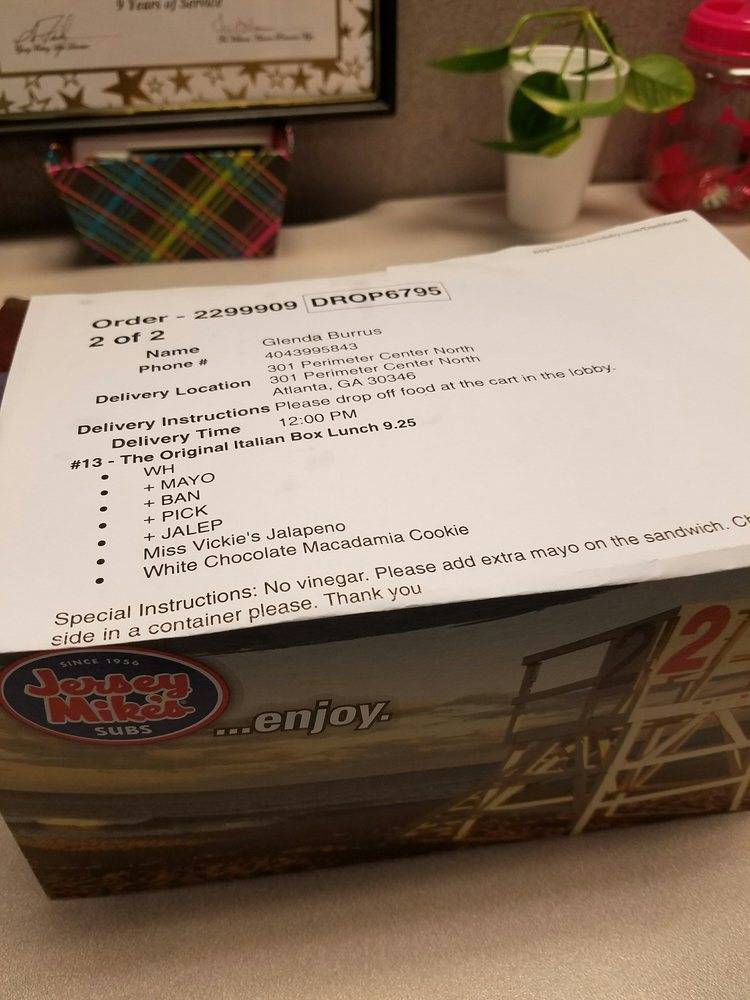 9 Years of Service
Order - 2299909 DROP6795
2 of 2
Name Glenda Burrus
Phone # 4043995843
301 Perimeter Center North
Delivery Location 301 Perimeter Center North
Atlanta, GA 30346
Delivery Instructions Please drop off food at the cart in the lobby.
Delivery Time 12:00 PM
#13 - The Original Italian Box Lunch 9.25
• WH
• + MAYO
• + BAN
• + PICK
• + JALEP
• Miss Vickie's Jalapeno
• White Chocolate Macadamia Cookie
Special Instructions: No vinegar. Please add extra mayo on the sandwich. Ch
side in a container please. Thank you
SINCE 1956
Jersey
Mike's
SUBS
...enjoy.
2 2